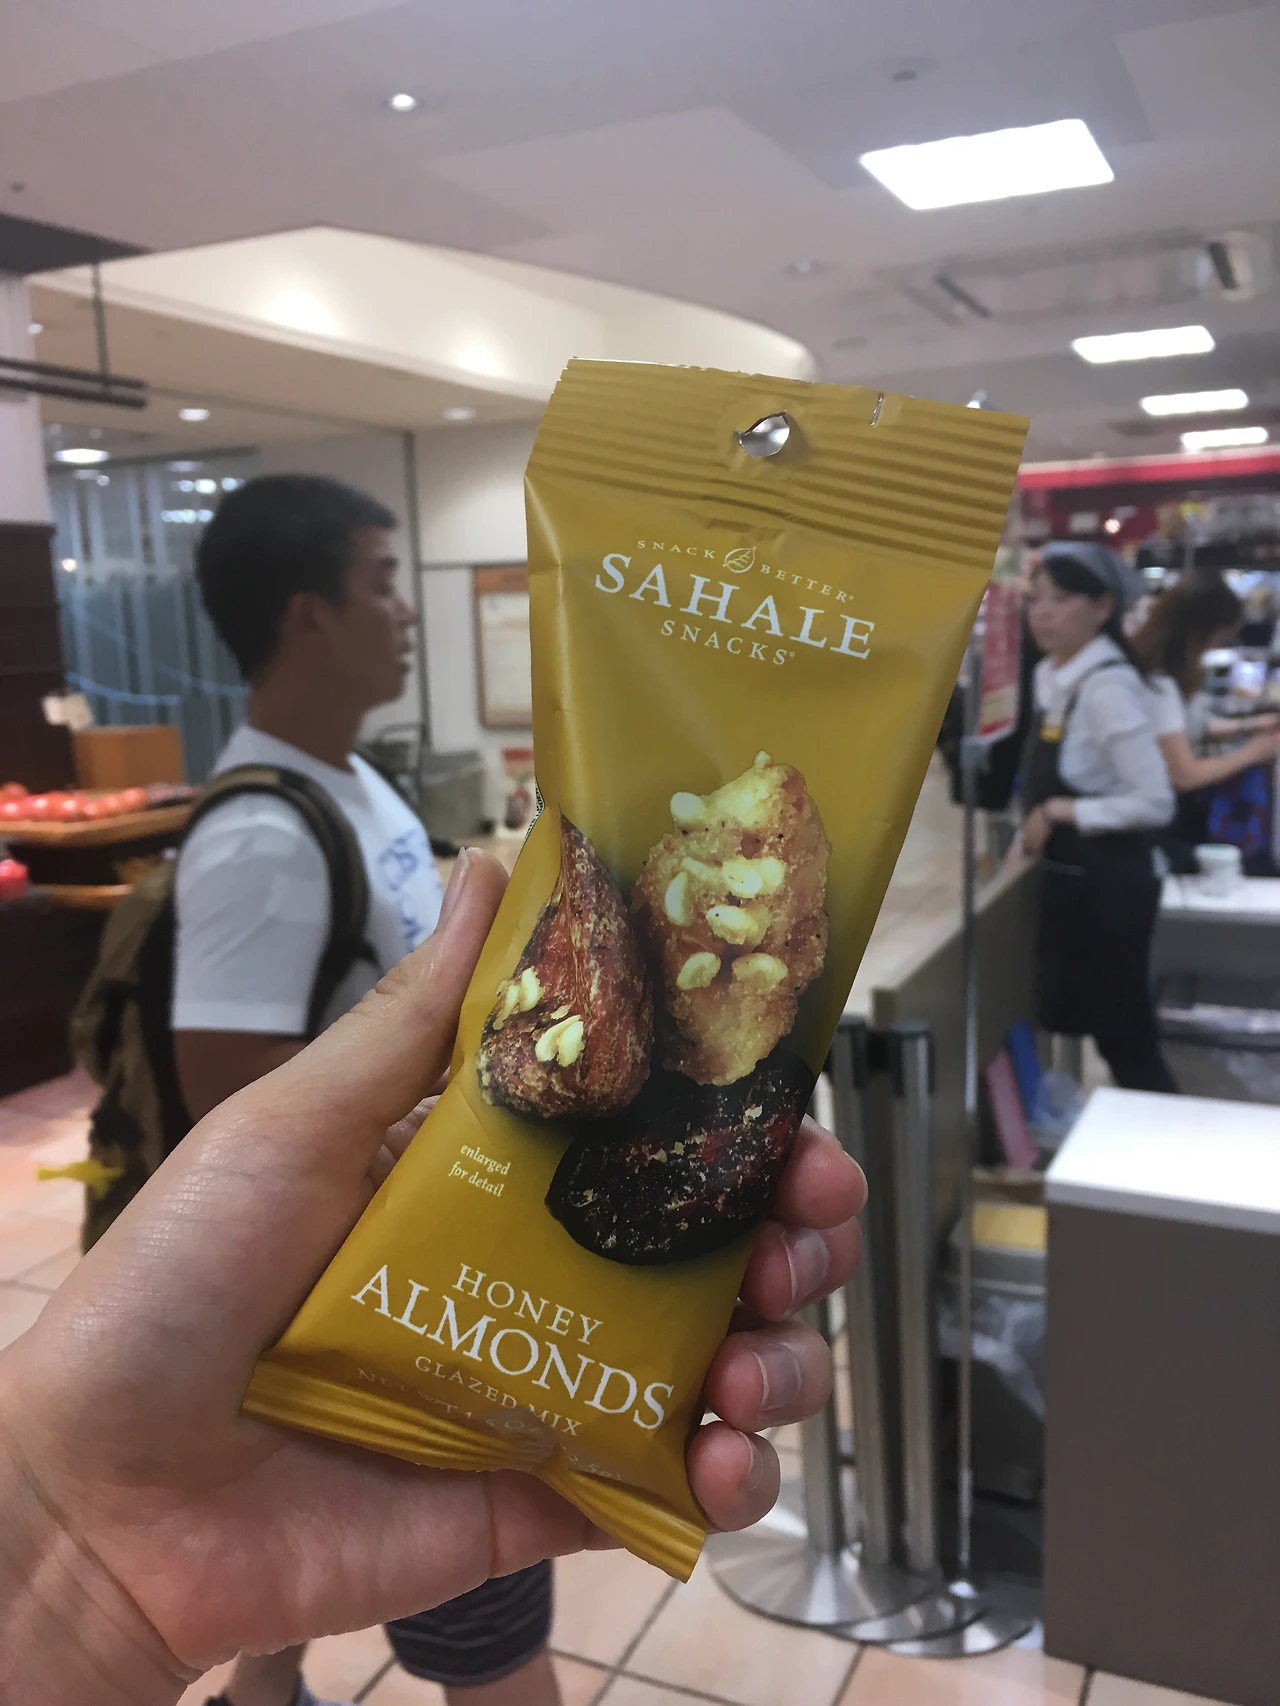 SNACK BETTER®
SAHALE
SNACKS®
enlarged
for detail
HONEY
ALMONDS
GLAZED MIX